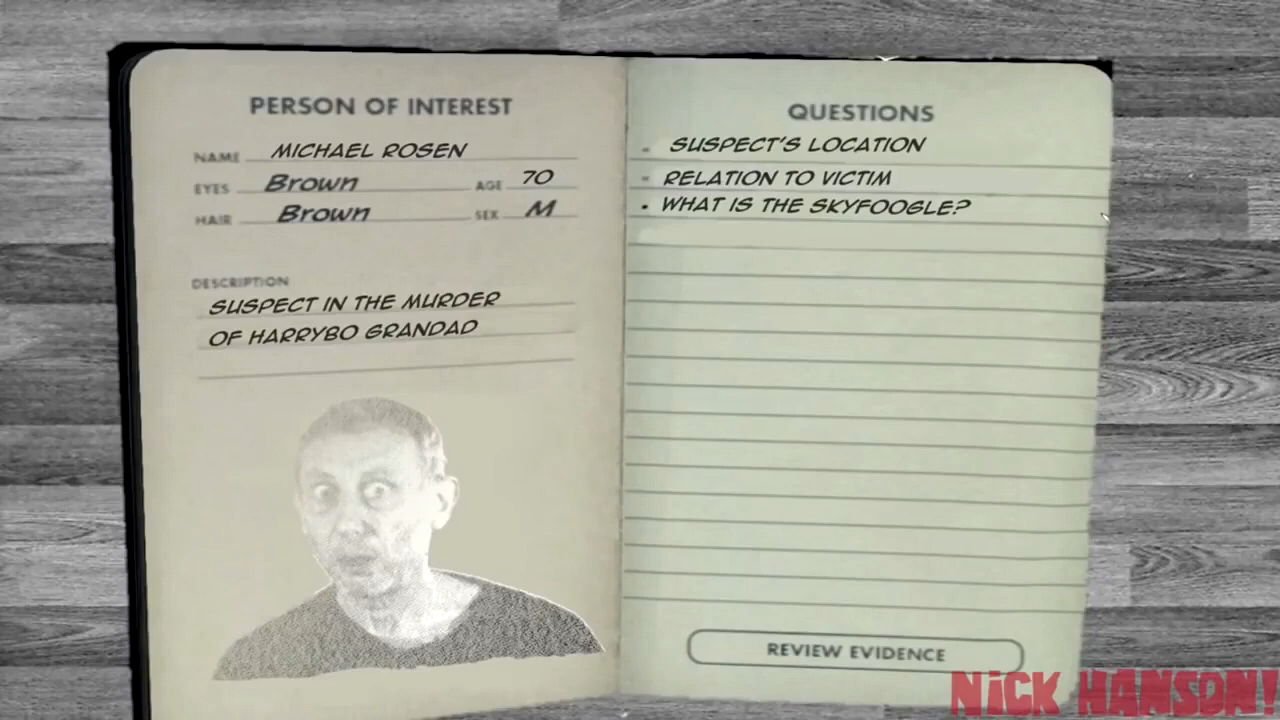 PERSON OF INTEREST
NAME MICHAEL ROSEN
EYES Brown AGE 70
HAIR Brown SEX M
DESCRIPTION
SUSPECT IN THE MURDER
OF HARRYBO GRANDAD
QUESTIONS
- SUSPECT'S LOCATION
- RELATION TO VICTIM
- WHAT IS THE SKYFOOGLE?
REVIEW EVIDENCE
NICK HANSON!